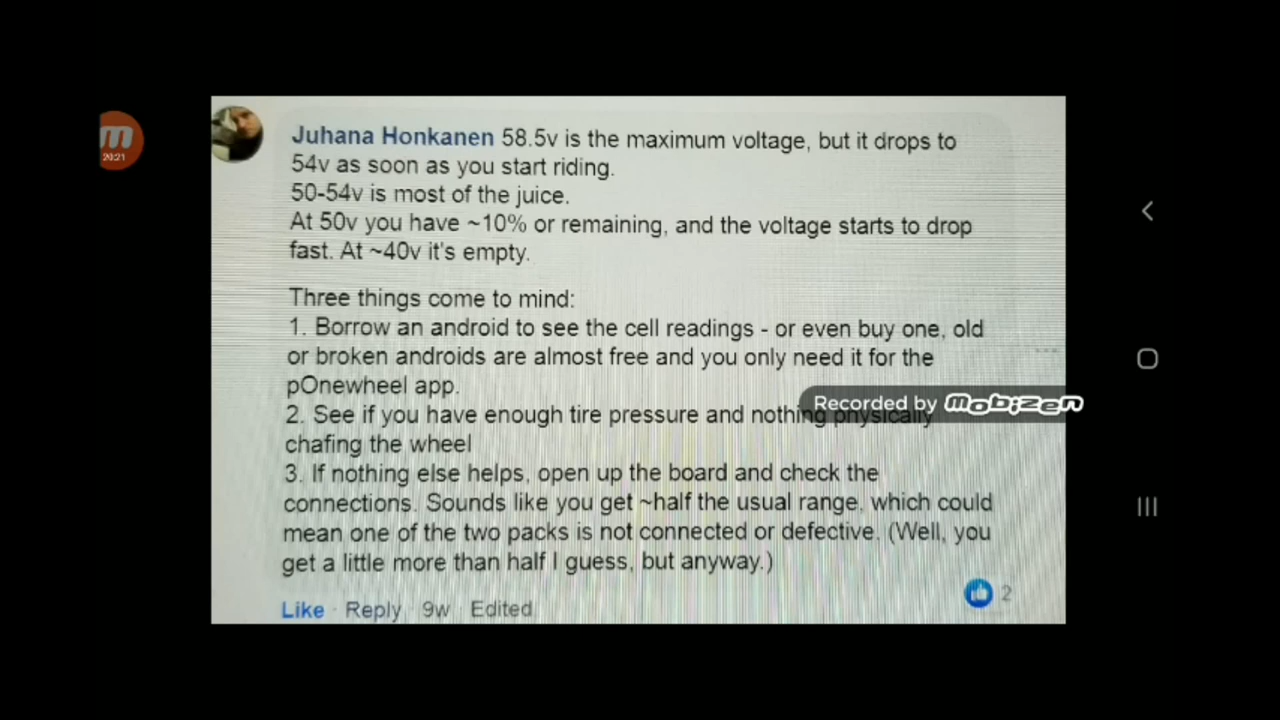 Juhana Honkanen 58.5v is the maximum voltage, but it drops to
54v as soon as you start riding.
50-54v is most of the juice.
At 50v you have ~10% or remaining, and the voltage starts to drop
fast. At ~40v it's empty.
Three things come to mind:
1. Borrow an android to see the cell readings - or even buy one, old
or broken androids are almost free and you only need it for the
pOnewheel app.
Recorded by Mobizen
2. See if you have enough tire pressure and nothing physically
chafing the wheel
3. If nothing else helps, open up the board and check the
connections. Sounds like you get ~half the usual range, which could
mean one of the two packs is not connected or defective. (Well, you
get a little more than half I guess, but anyway.)
2
Like · Reply · 9w · Edited
m
20:21